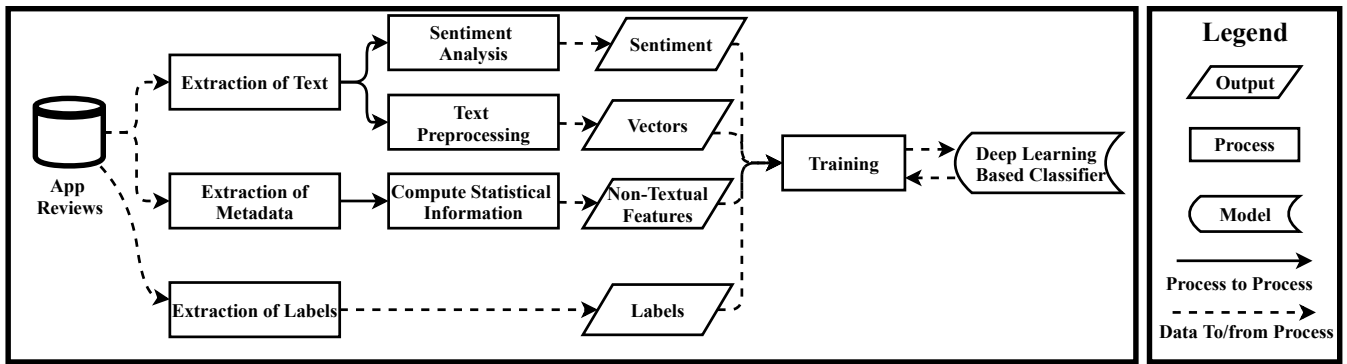 App
Reviews
Extraction of Text
Extraction of
Metadata
Extraction of Labels
Sentiment
Analysis
Text
Preprocessing
Compute Statistical
Information
Sentiment
Vectors
Non-Textual
Features
Labels
Training
Deep Learning
Based Classifier
Legend
Output
Process
Model
Process to Process
Data To/from Process